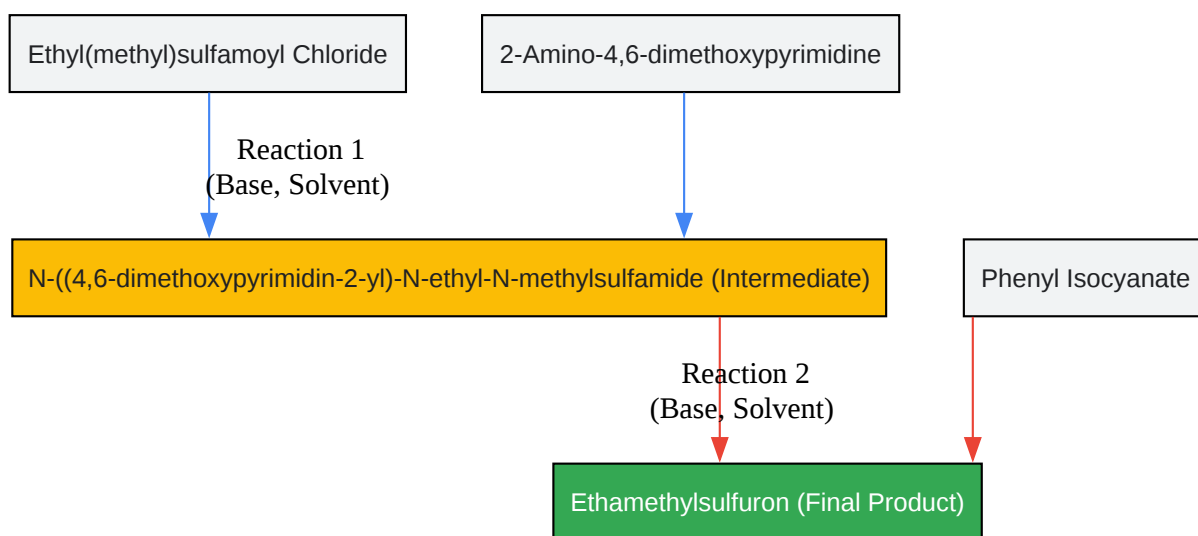 Ethyl(methyl)sulfamoyl Chloride
2-Amino-4,6-dimethoxypyrimidine
Reaction 1
(Base, Solvent)
N-((4,6-dimethoxypyrimidin-2-yl)-N-ethyl-N-methylsulfamide (Intermediate)
Phenyl Isocyanate
Reaction 2
(Base, Solvent)
Ethamethylsulfuron (Final Product)